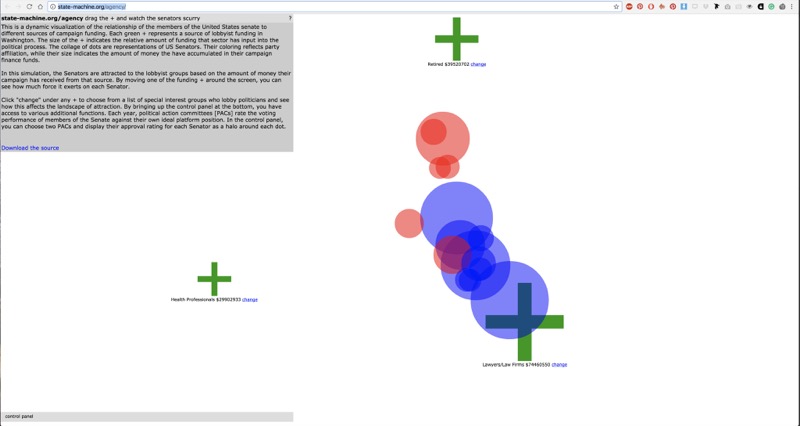 state-machine.org/agency/
state-machine.org/agency drag the + and watch the senators scurry ?
This is a dynamic visualization of the relationship of the members of the United States senate to
different sources of campaign funding. Each green + represents a source of lobbyist funding in
Washington. The size of the + indicates the relative amount of funding that sector has input into the
political process. The collage of dots are representations of US Senators. Their coloring reflects party
affiliation, while their size indicates the amount of money the have accumulated in their campaign
finance funds.
In this simulation, the Senators are attracted to the lobbyist groups based on the amount of money their
campaign has received from that source. By moving one of the funding + around the screen, you can
see how much force it exerts on each Senator.
Click "change" under any + to choose from a list of special interest groups who lobby politicians and see
how this affects the landscape of attraction. By bringing up the control panel at the bottom, you have
access to various additional functions. Each year, political action committees [PACs] rate the voting
performance of members of the Senate against their own ideal platform position. In the control panel,
you can choose two PACs and display their approval rating for each Senator as a halo around each dot.
Download the source
Retired $39520702 change
Health Professionals $29902933 change
Lawyers/Law Firms $74460550 change
control panel